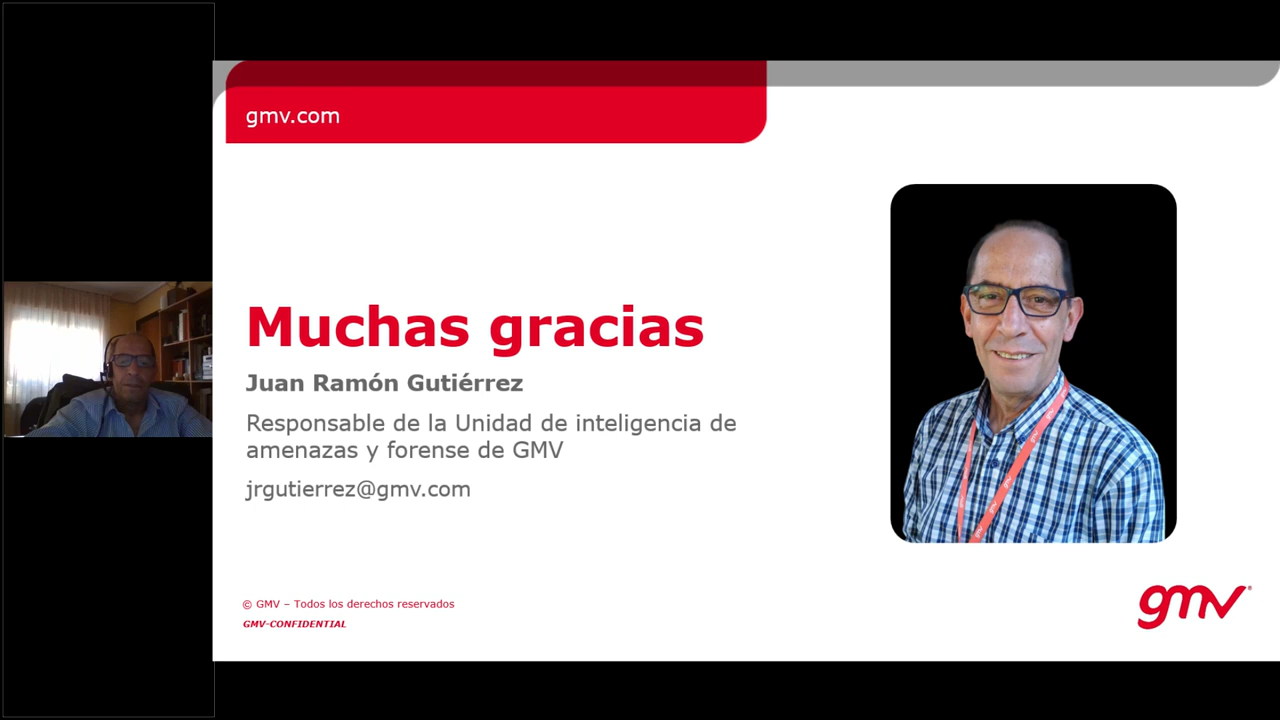 gmv.com
Muchas gracias
Juan Ramón Gutiérrez
Responsable de la Unidad de inteligencia de
amenazas y forense de GMV
jrgutierrez@gmv.com
© GMV – Todos los derechos reservados
GMV-CONFIDENTIAL
gmv®